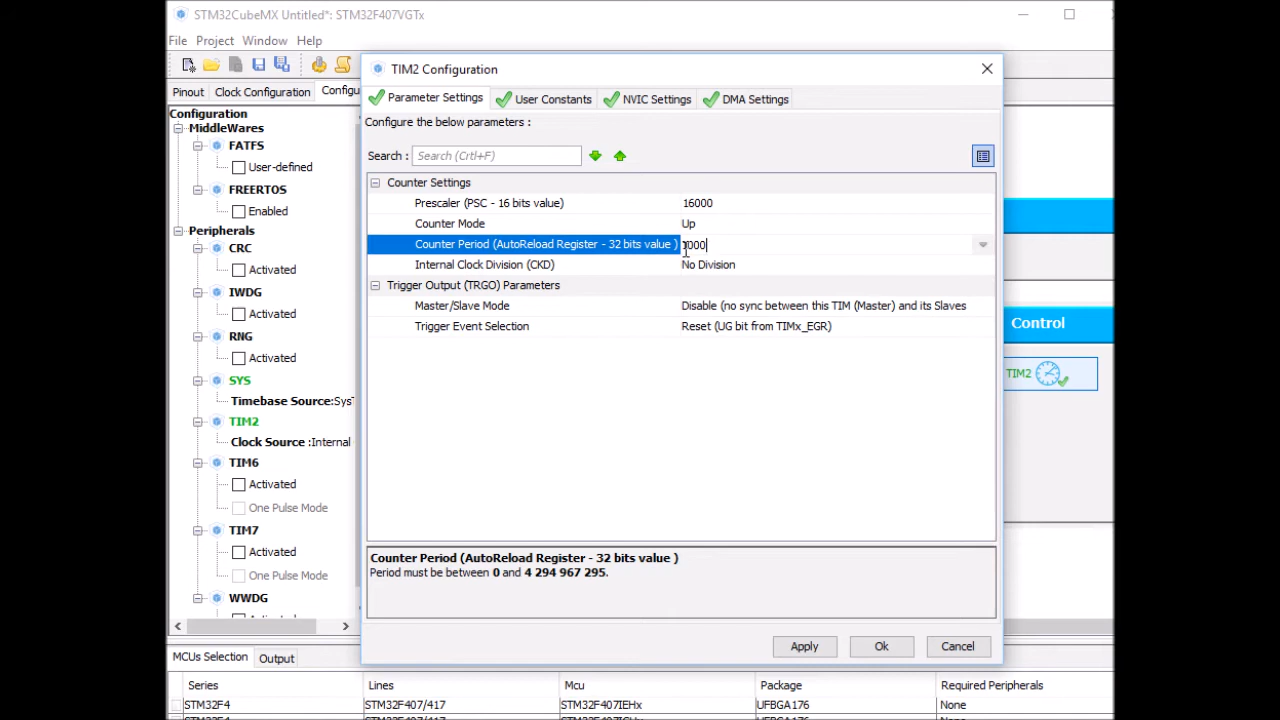 STM32CubeMX Untitled*: STM32F407VGTx
File Project Window Help
TIM2 Configuration
Pinout Clock Configuration
Parameter Settings User Constants NVIC Settings DMA Settings
Configure the below parameters :
Search : Search (Crtl+F)
Configuration
MiddleWares
FATFS
User-defined
FREERTOS
Enabled
Peripherals
CRC
Activated
IWDG
Activated
RNG
Activated
SYS
Timebase Source:
TIM2
Clock Source :Internal
TIM6
Activated
One Pulse Mode
TIM7
Activated
One Pulse Mode
WWDG
Counter Settings
Prescaler (PSC - 16 bits value) 16000
Counter Mode Up
Counter Period (AutoReload Register - 32 bits value )
Internal Clock Division (CKD) No Division
Trigger Output (TRGO) Parameters
Master/Slave Mode Disable (no sync between this TIM (Master) and its Slaves
Trigger Event Selection Reset (UG bit from TIMx_EGR)
Control
TIM2
Counter Period (AutoReload Register - 32 bits value )
Period must be between 0 and 4 294 967 295.
Apply Ok Cancel
MCUs Selection Output
Series Lines Mcu Package Required Peripherals
STM32F4 STM32F407/417 STM32F407IEHx UFBGA176 None
STM32F4 STM32F407/417 STM32F407IGHx UFBGA176 None